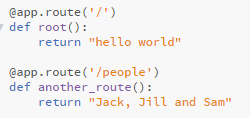 @app.route('/')
def root():
    return "hello world"

@app.route('/people')
def another_route():
    return "Jack, Jill and Sam"